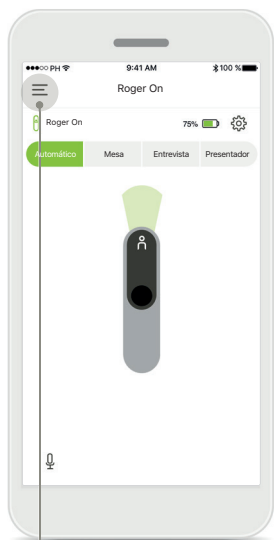 PH 9:41 AM 100 %
Roger On
Roger On 75%
Automático Mesa Entrevista Presentador